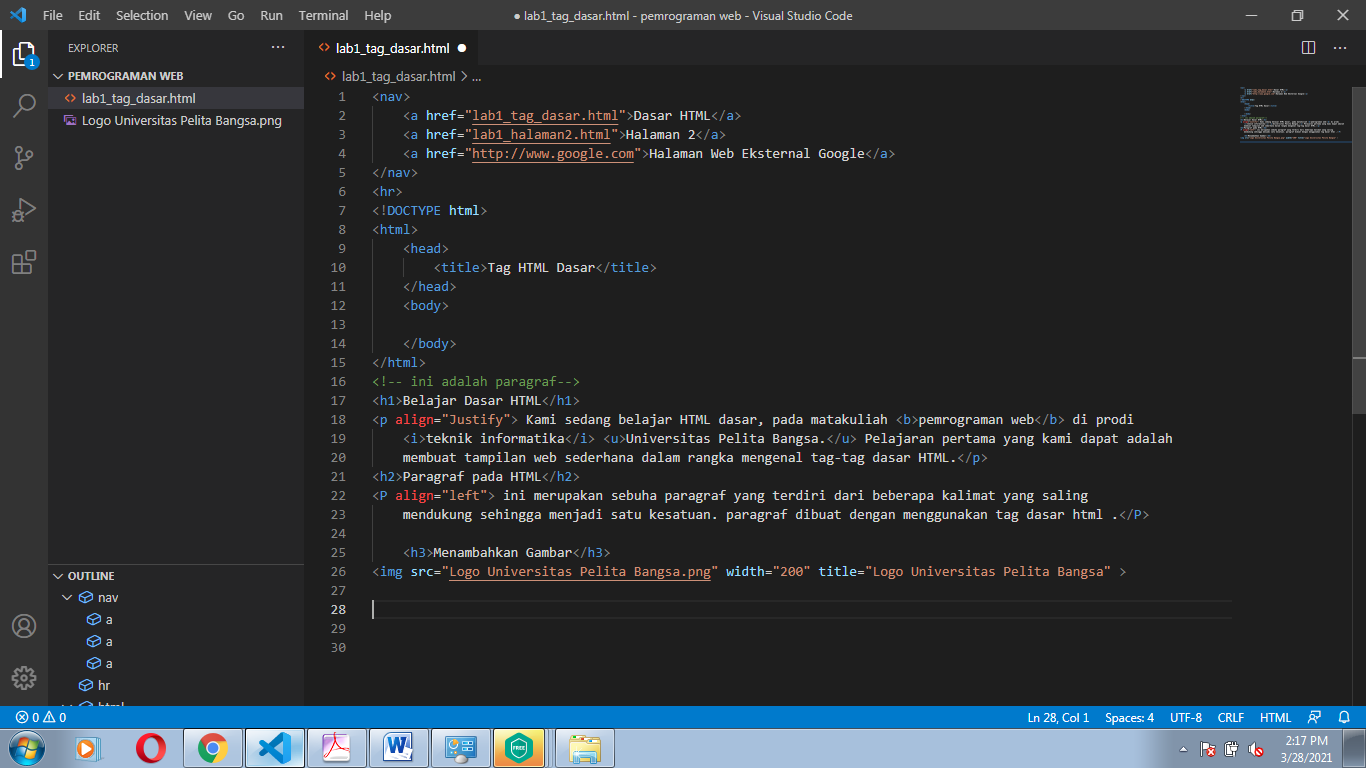 File Edit Selection View Go Run Terminal Help
● lab1_tag_dasar.html - pemrograman web - Visual Studio Code
EXPLORER
PEMROGRAMAN WEB
lab1_tag_dasar.html
Logo Universitas Pelita Bangsa.png
OUTLINE
nav
a
a
a
hr
html
lab1_tag_dasar.html
lab1_tag_dasar.html > ...
1 <nav>
2 <a href="lab1_tag_dasar.html">Dasar HTML</a>
3 <a href="lab1_halaman2.html">Halaman 2</a>
4 <a href="http://www.google.com">Halaman Web Eksternal Google</a>
5 </nav>
6 <hr>
7 <!DOCTYPE html>
8 <html>
9 <head>
10 <title>Tag HTML Dasar</title>
11 </head>
12 <body>
13
14 </body>
15 </html>
16 <!-- ini adalah paragraf-->
17 <h1>Belajar Dasar HTML</h1>
18 <p align="Justify"> Kami sedang belajar HTML dasar, pada matakuliah <b>pemrograman web</b> di prodi
19 <i>teknik informatika</i> <u>Universitas Pelita Bangsa.</u> Pelajaran pertama yang kami dapat adalah
20 membuat tampilan web sederhana dalam rangka mengenal tag-tag dasar HTML.</p>
21 <h2>Paragraf pada HTML</h2>
22 <P align="left"> ini merupakan sebuha paragraf yang terdiri dari beberapa kalimat yang saling
23 mendukung sehingga menjadi satu kesatuan. paragraf dibuat dengan menggunakan tag dasar html .</P>
24
25 <h3>Menambahkan Gambar</h3>
26 <img src="Logo Universitas Pelita Bangsa.png" width="200" title="Logo Universitas Pelita Bangsa" >
27
28
29
30
0 0
Ln 28, Col 1 Spaces: 4 UTF-8 CRLF HTML
2:17 PM
3/28/2021